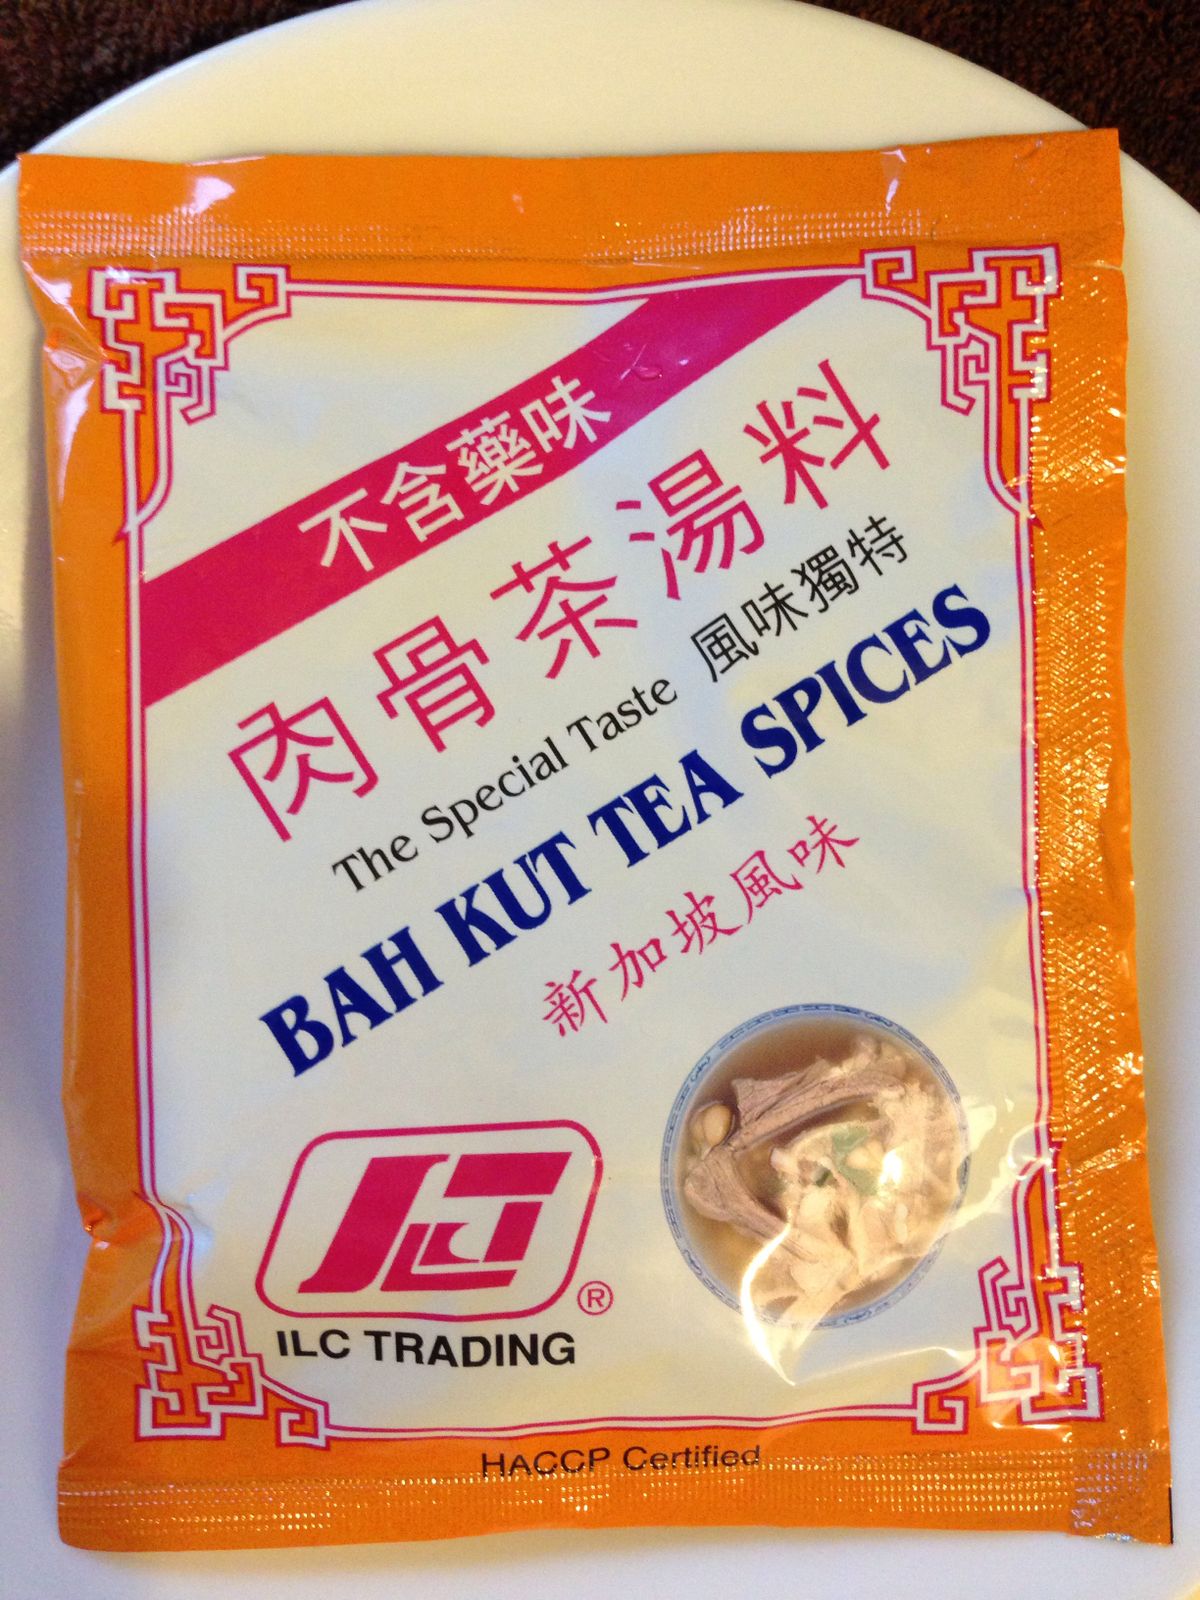 不含藥味
肉骨茶湯料
The Special Taste 風味獨特
BAH KUT TEA SPICES
新加坡風味
ILC
®
ILC TRADING
HACCP Certified